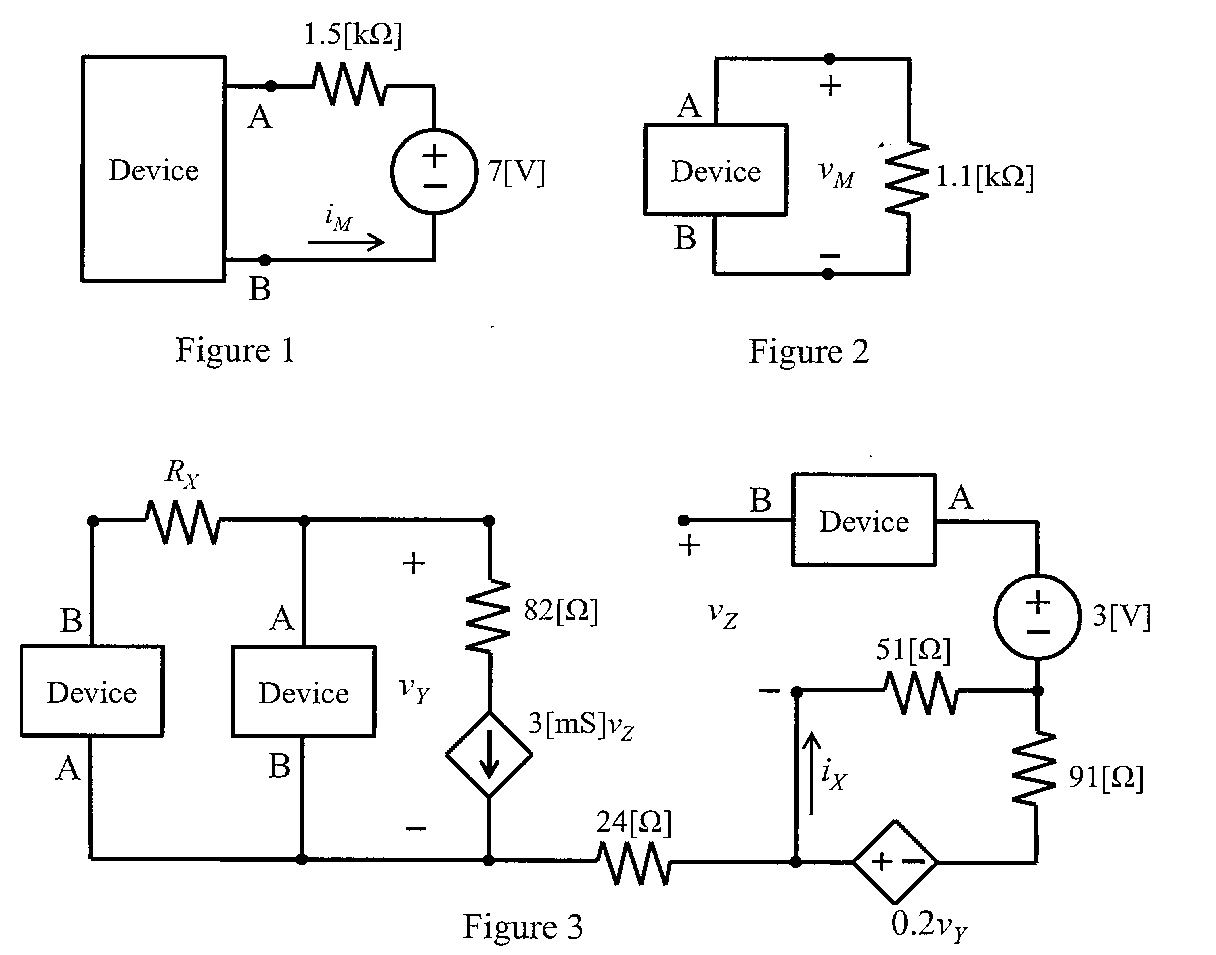 1.5[kΩ]
A
Device
+
−
7[V]
i_M
B
Figure 1
A
+
Device
v_M
1.1[kΩ]
B
−
Figure 2
R_X
B
A
Device
Device
A
B
+
v_Y
−
82[Ω]
3[mS]v_Z
24[Ω]
B
Device
A
+
v_Z
−
+
−
3[V]
51[Ω]
i_X
91[Ω]
+ −
0.2v_Y
Figure 3